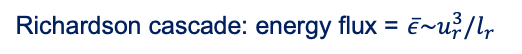 Richardson cascade: energy flux = ε̄~u_r^3/l_r